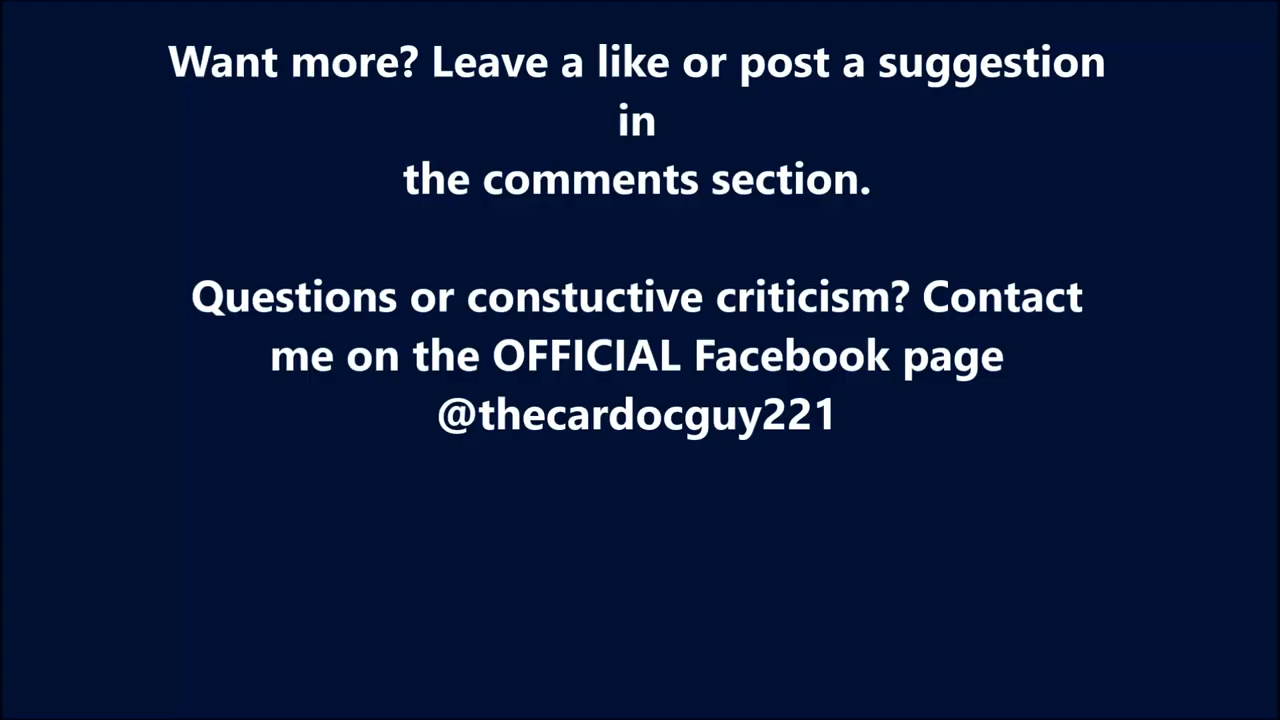 Want more? Leave a like or post a suggestion
in
the comments section.
Questions or constuctive criticism? Contact
me on the OFFICIAL Facebook page
@thecardocguy221